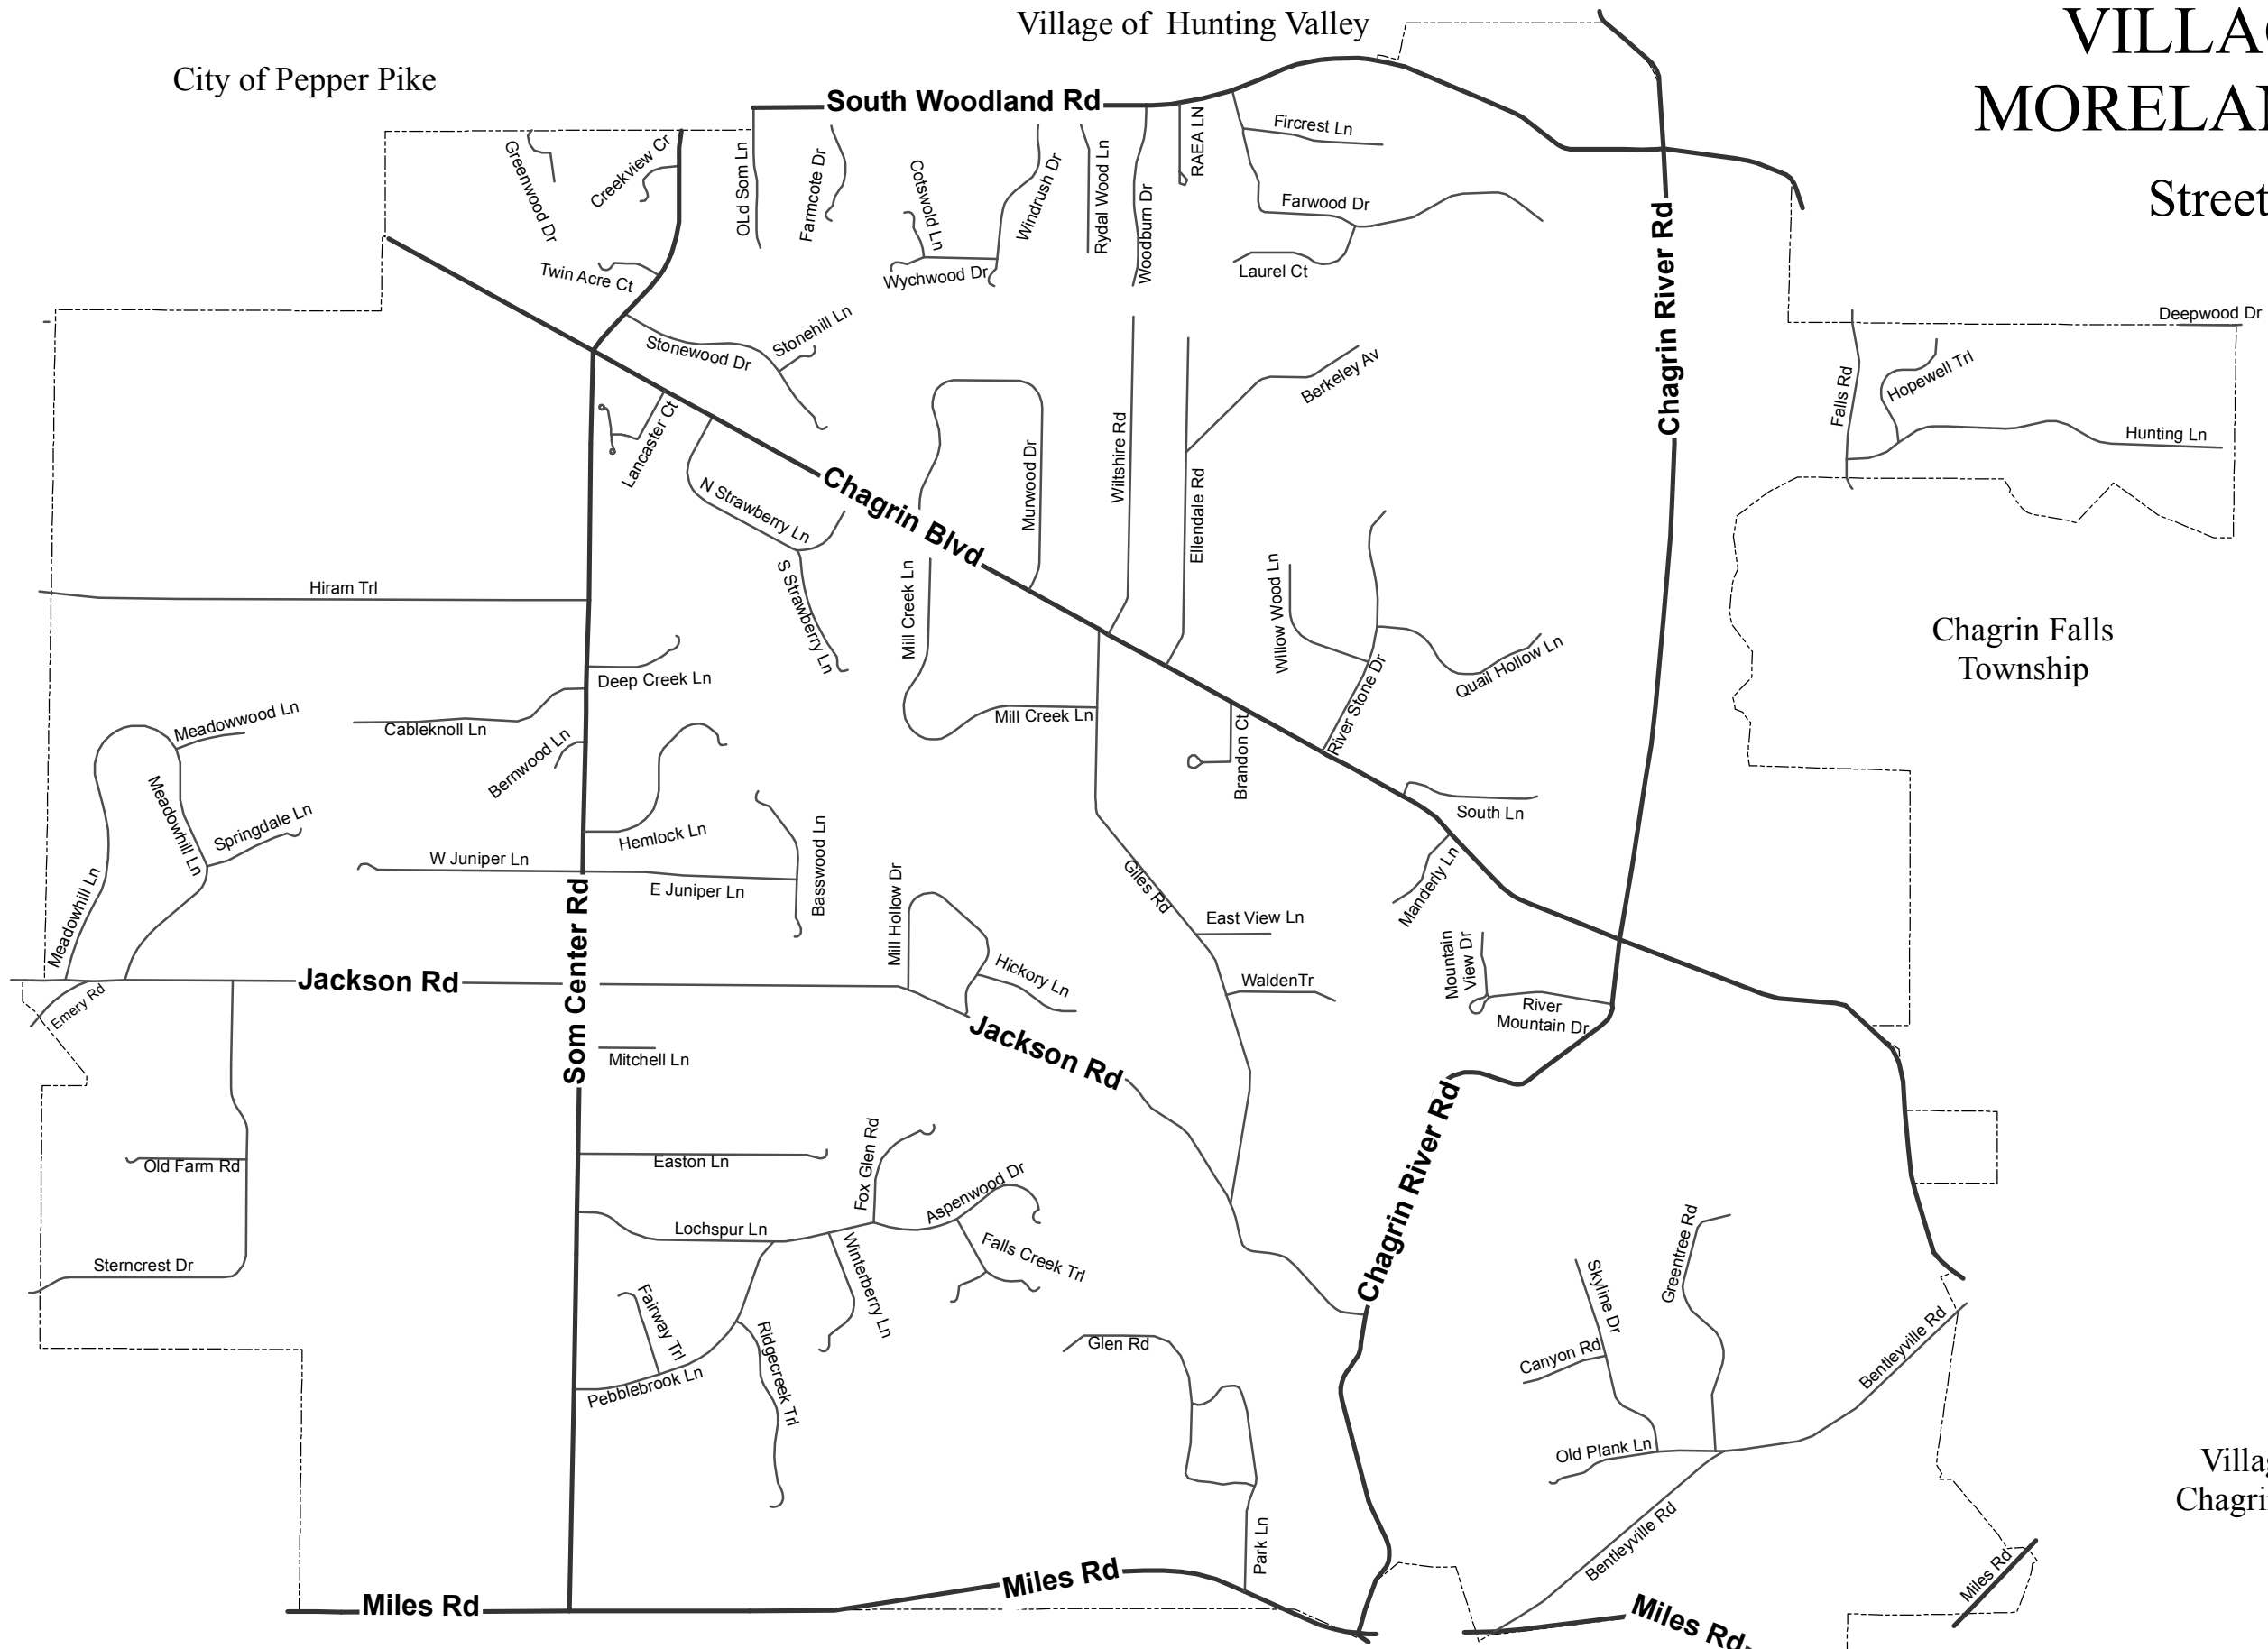 Village of Hunting Valley
VILLAG
City of Pepper Pike
South Woodland Rd
MORELAN
Street
Greenwood Dr
Creekview Cr
OLd Som Ln
Farmcote Dr
Cotswold Ln
Windrush Dr
Rydal Wood Ln
Woodburn Dr
RAEA LN
Fircrest Ln
Farwood Dr
Laurel Ct
Wychwood Dr
Twin Acre Ct
Chagrin River Rd
Deepwood Dr
Stonewood Dr
Stonehill Ln
Berkeley Av
Falls Rd
Hopewell Trl
Hunting Ln
Lancaster Ct
N Strawberry Ln
S Strawberry Ln
Chagrin Blvd
Murwood Dr
Wiltshire Rd
Ellendale Rd
Hiram Trl
Mill Creek Ln
Willow Wood Ln
River Stone Dr
Quail Hollow Ln
Chagrin Falls
Township
Deep Creek Ln
Cableknoll Ln
Meadowwood Ln
Bernwood Ln
Mill Creek Ln
Brandon Ct
South Ln
Meadowhill Ln
Springdale Ln
Hemlock Ln
Basswood Ln
W Juniper Ln
E Juniper Ln
Meadowhill Ln
Giles Rd
Manderly Ln
Mill Hollow Dr
East View Ln
Hickory Ln
WaldenTr
Mountain
View Dr
River
Mountain Dr
Jackson Rd
Som Center Rd
Emery Rd
Jackson Rd
Mitchell Ln
Old Farm Rd
Easton Ln
Fox Glen Rd
Aspenwood Dr
Chagrin River Rd
Lochspur Ln
Winterberry Ln
Falls Creek Trl
Sterncrest Dr
Fairway Trl
Ridgecreek Trl
Pebblebrook Ln
Glen Rd
Skyline Dr
Greentree Rd
Canyon Rd
Bentleyville Rd
Old Plank Ln
Villag
Chagri
Park Ln
Bentleyville Rd
Miles Rd
Miles Rd
Miles Rd
Miles Rd